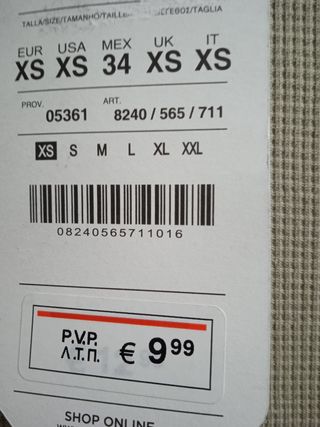 TALLA/SIZE/TAMANHO/TAILLE
/TAGLIA
EUR USA MEX UK IT
XS XS 34 XS XS
PROV. ART.
05361 8240 / 565 / 711
XS S M L XL XXL
08240565711016
P.V.P.
Λ.Τ.Π. € 9 99
SHOP ONLINE